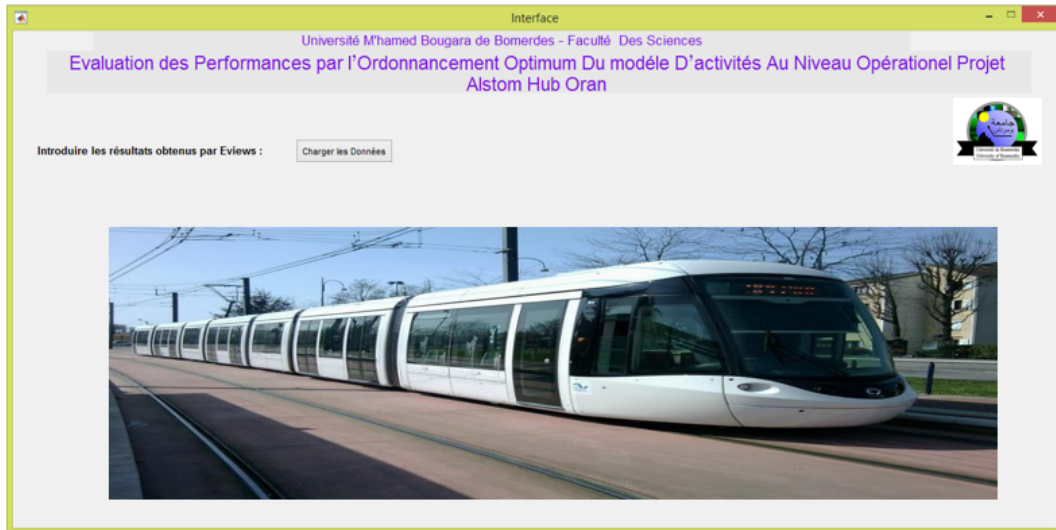 Interface
Université M'hamed Bougara de Bomerdes - Faculté Des Sciences
Evaluation des Performances par l'Ordonnancement Optimum Du modéle D'activités Au Niveau Opérationel Projet
Alstom Hub Oran
Introduire les résultats obtenus par Eviews :
Charger les Données